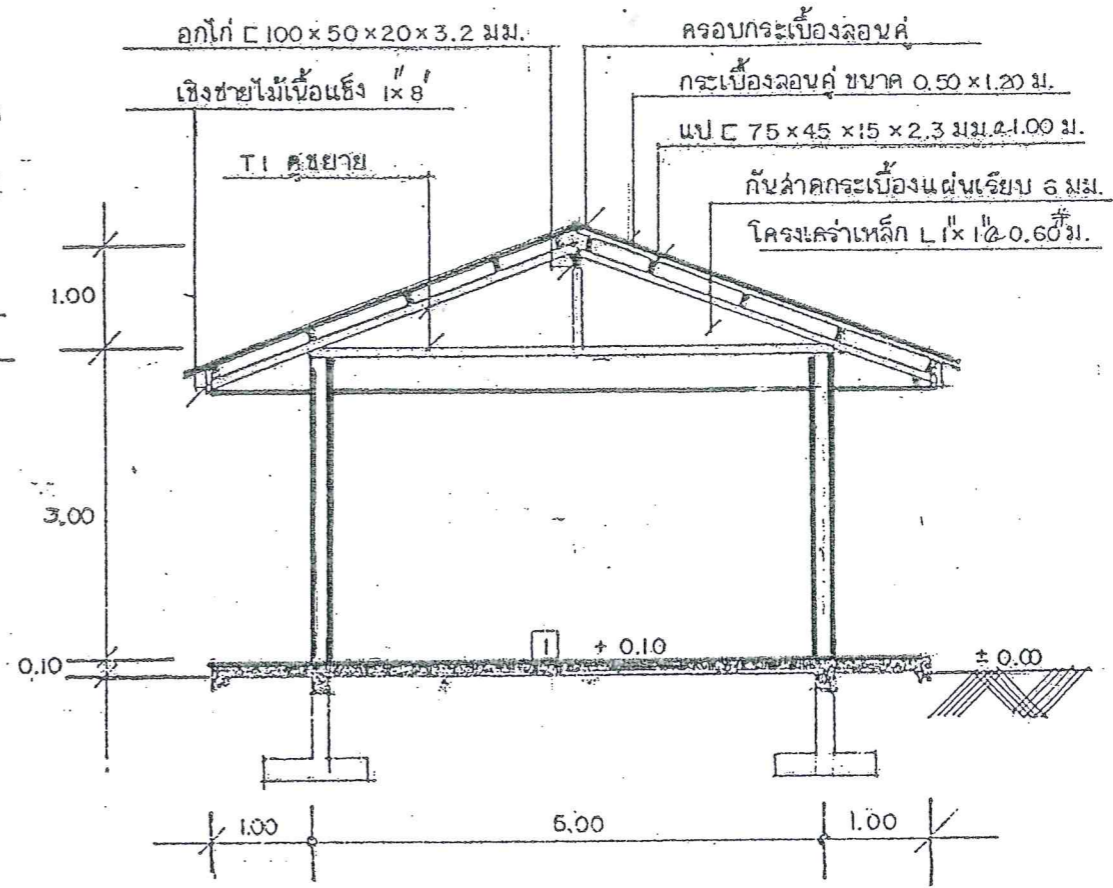 อกไก่ ⊏ 100×50×20×3.2 มม.
ครอบกระเบื้องลอนคู่
เชิงชายไม้เนื้อแข็ง 1"×8"
กระเบื้องลอนคู่ ขนาด 0.50×1.20 ม.
แป ⊏ 75×45×15×2.3 มม.@1.00 ม.
T1 ดูขยาย
กันสาดกระเบื้องแผ่นเรียบ 6 มม.
โครงเคร่าเหล็ก L 1"×1"@ 0.60 # ม.
1.00
3.00
0.10
1
+ 0.10
± 0.00
1.00
5.00
1.00